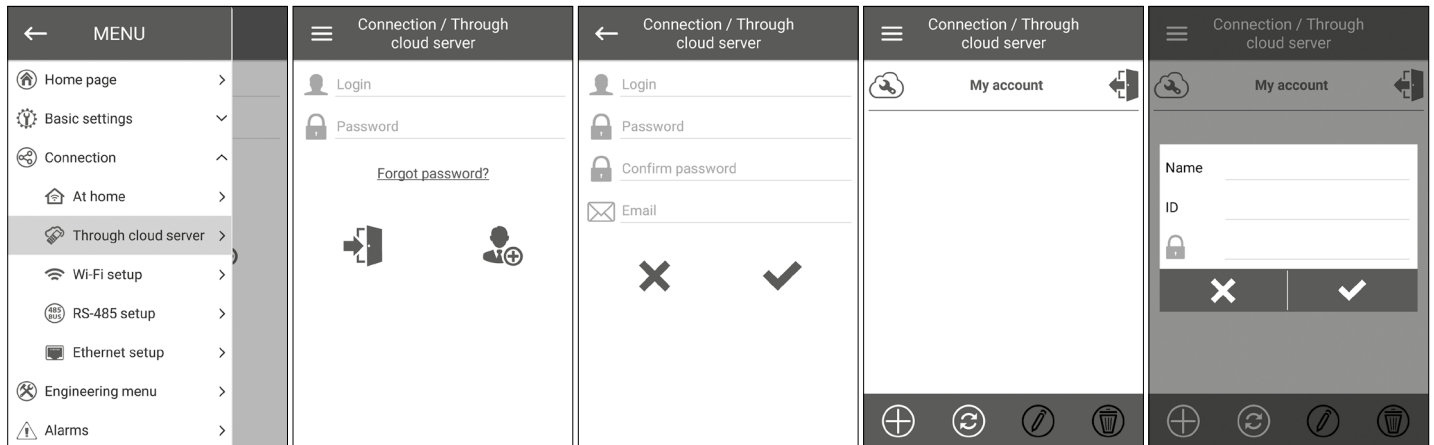 MENU
Home page
Basic settings
Connection
At home
Through cloud server
Wi-Fi setup
485
BUS
RS-485 setup
Ethernet setup
Engineering menu
Alarms
Connection / Through
cloud server
Login
Password
Forgot password?
Connection / Through
cloud server
Login
Password
Confirm password
Email
Connection / Through
cloud server
My account
Connection / Through
cloud server
My account
Name
ID